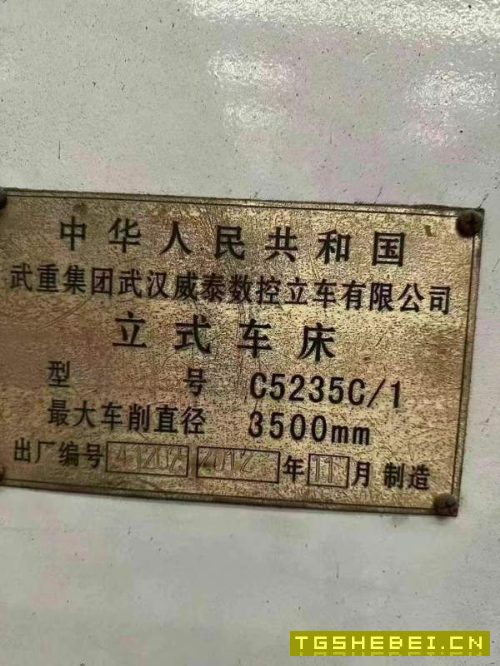 中华人民共和国
武重集团武汉威泰数控立车有限公司
立式车床
型 号 C5235C/1
最大车削直径 3500mm
出厂编号 2012 年 11 月 制造
TGSHEBEI.CN